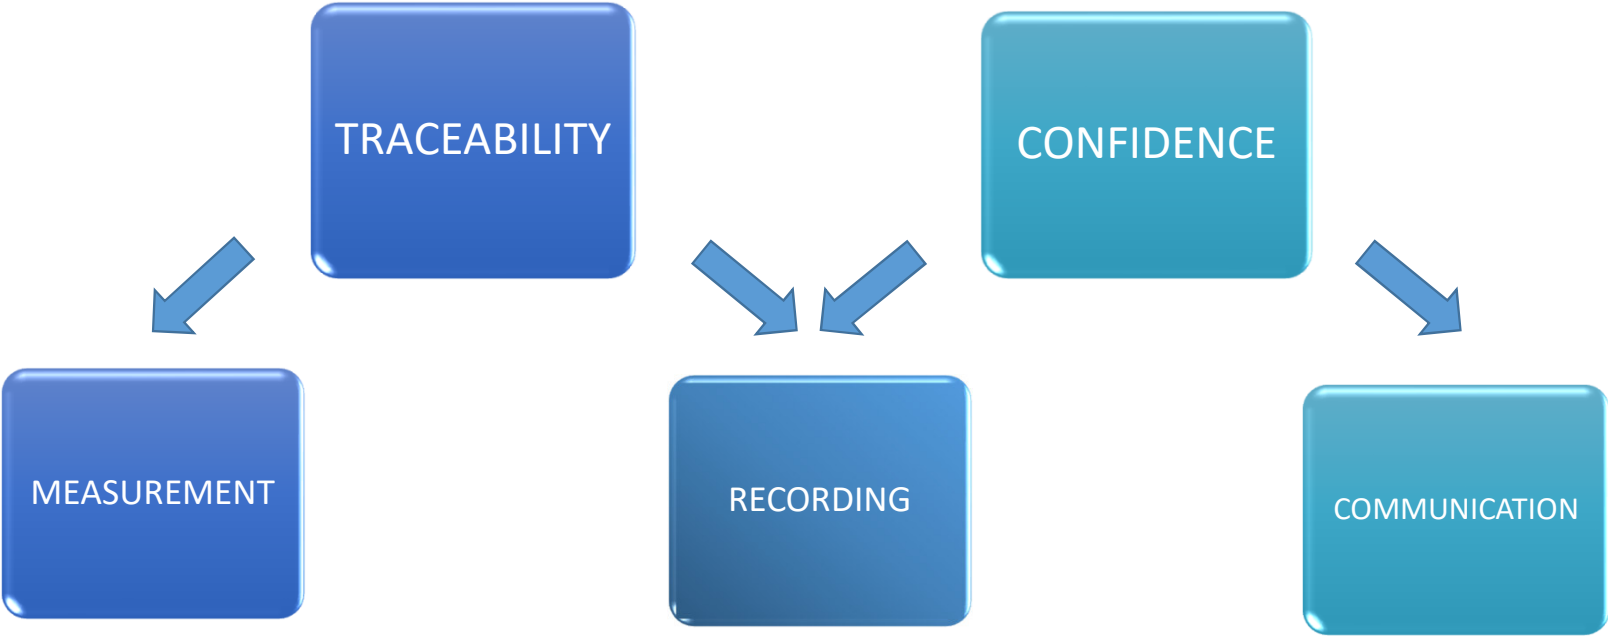 TRACEABILITY
CONFIDENCE
MEASUREMENT
RECORDING
COMMUNICATION